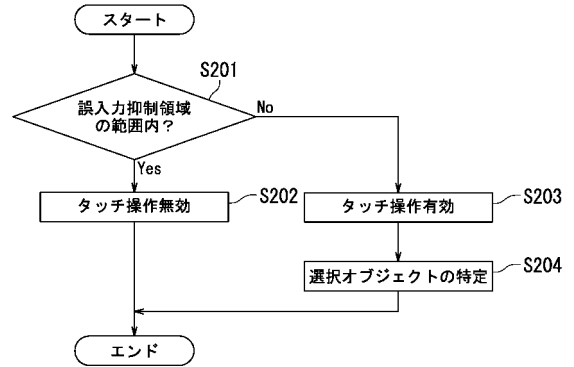 スタート
S201
誤入力抑制領域
の範囲内？
No
Yes
タッチ操作無効
S202
タッチ操作有効
S203
選択オブジェクトの特定
S204
エンド